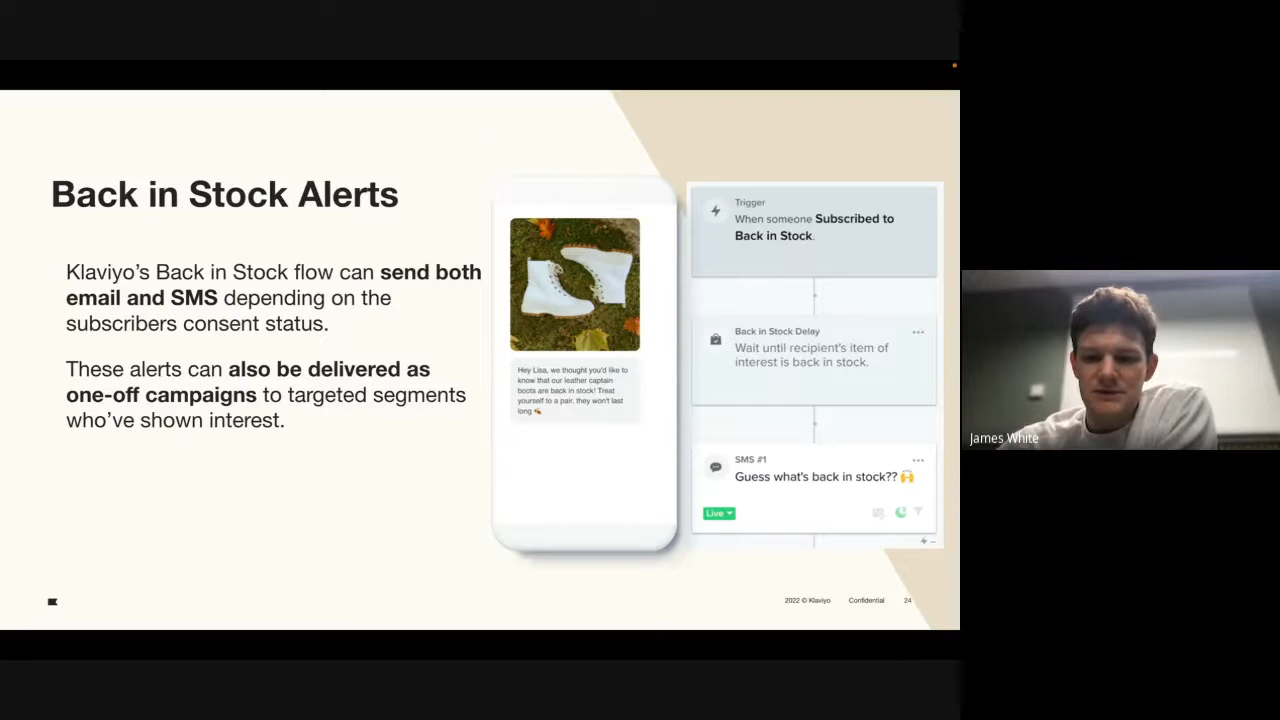 Back in Stock Alerts
Klaviyo's Back in Stock flow can send both
email and SMS depending on the
subscribers consent status.
These alerts can also be delivered as
one-off campaigns to targeted segments
who've shown interest.
Hey Lisa, we thought you'd like to
know that our leather captain
boots are back in stock! Treat
yourself to a pair, they won't last
long
Trigger
When someone Subscribed to
Back in Stock.
Back in Stock Delay
Wait until recipient's item of
interest is back in stock.
SMS #1
Guess what's back in stock?? 🙌
Live
2022 © Klaviyo Confidential 24
James White